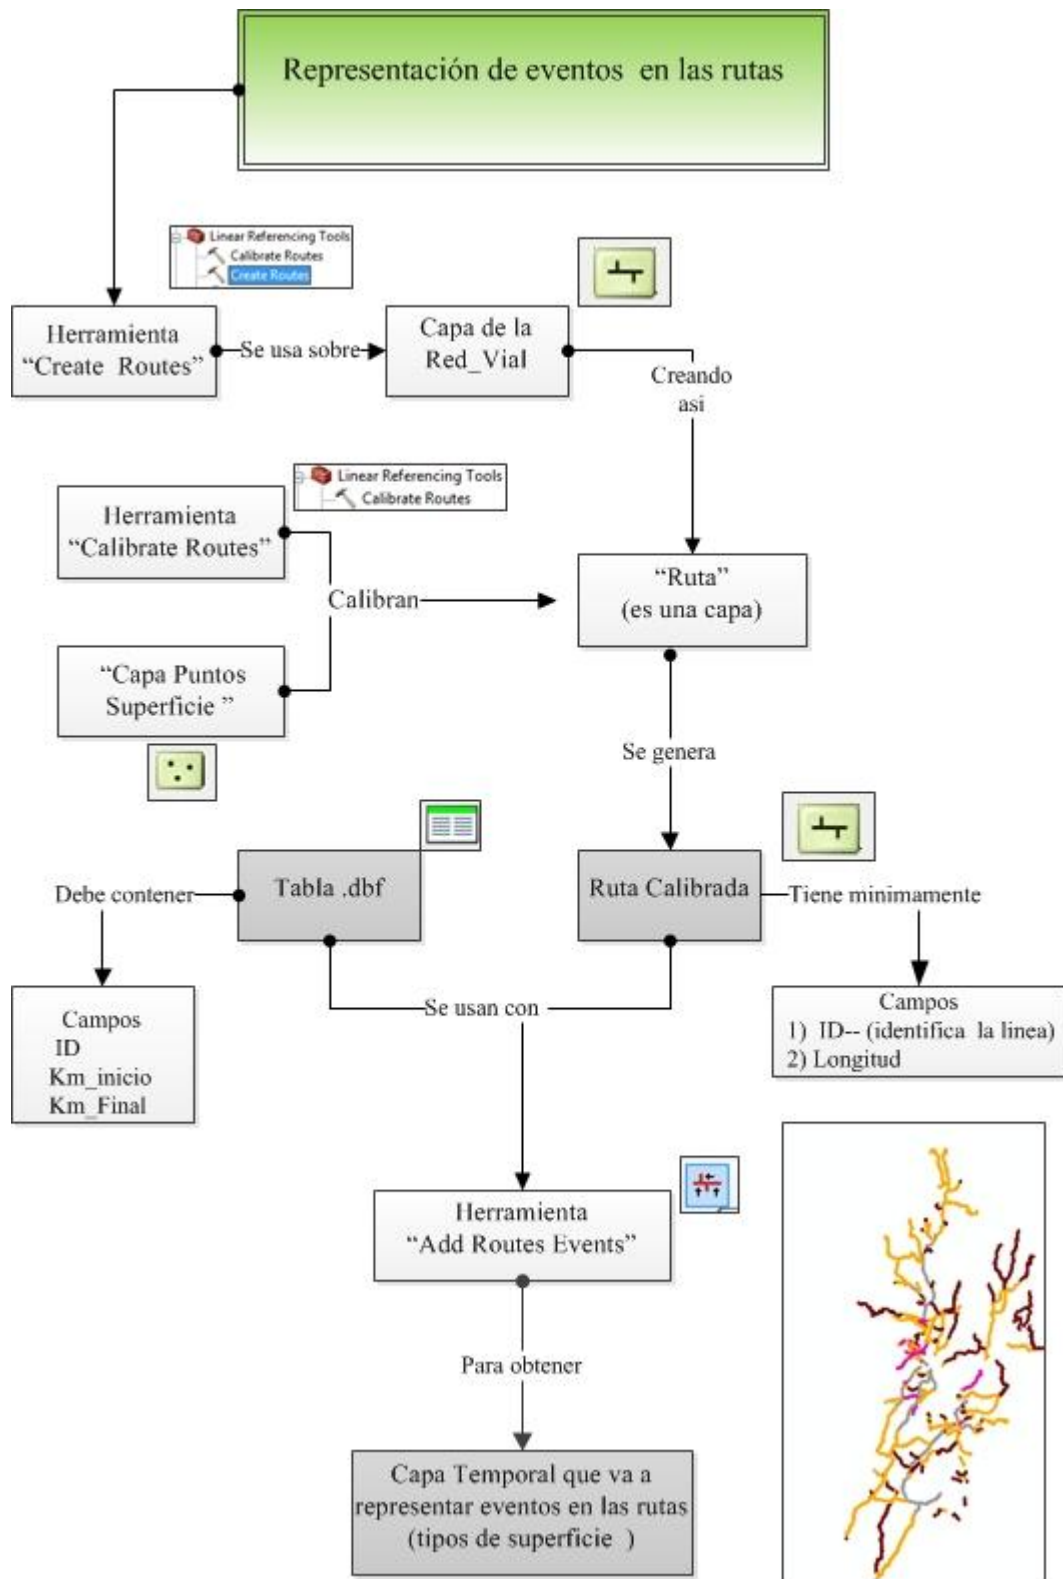 Representación de eventos en las rutas
Linear Referencing Tools
Calibrate Routes
Create Routes
Herramíenta
“Create Routes”
Se usa sobre
Capa de la
Red_Vial
Creando
asi
Linear Referencing Tools
Calibrate Routes
Herramíenta
“Calibrate Routes”
Calibran
“Ruta”
(es una capa)
“Capa Puntos
Superficie ”
Se genera
Debe contener
Tabla .dbf
Ruta Calibrada
Tiene minimamente
Campos
ID
Km_inicio
Km_Final
Se usan con
Campos
1) ID-- (identifica la linea)
2) Longitud
Herramíenta
“Add Routes Events”
Para obtener
Capa Temporal que va a
representar eventos en las rutas
(tipos de superficie )